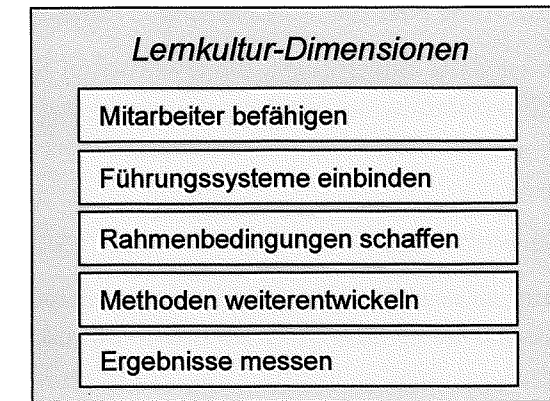 Lernkultur-Dimensionen
Mitarbeiter befähigen
Führungssysteme einbinden
Rahmenbedingungen schaffen
Methoden weiterentwickeln
Ergebnisse messen